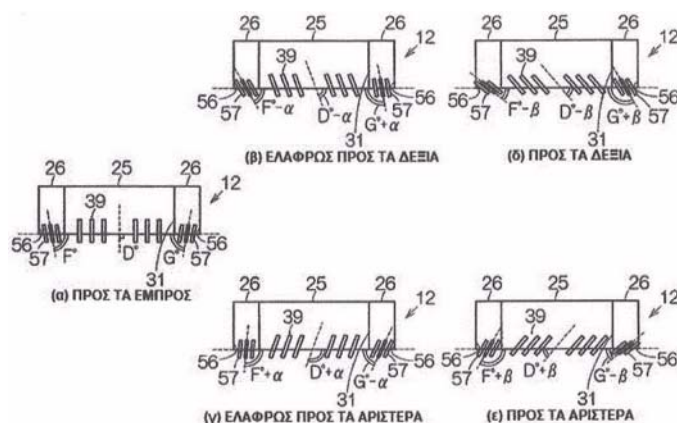 26 25 26
12
39
56 57 F°-α D°-α G°+α 57 56
31
(β) ΕΛΑΦΡΩΣ ΠΡΟΣ ΤΑ ΔΕΞΙΑ
26 25 26
12
39
56 57 F°-β D°-β G°+β 57 56
31
(δ) ΠΡΟΣ ΤΑ ΔΕΞΙΑ
26 25 26
12
39
56 57 F° D° G° 57 56
31
(α) ΠΡΟΣ ΤΑ ΕΜΠΡΟΣ
26 25 26
12
39
56 57 F°+α D°+α G°-α 57 56
31
(γ) ΕΛΑΦΡΩΣ ΠΡΟΣ ΤΑ ΑΡΙΣΤΕΡΑ
26 25 26
12
39
56 57 F°+β D°+β G°-β 57 56
31
(ε) ΠΡΟΣ ΤΑ ΑΡΙΣΤΕΡΑ